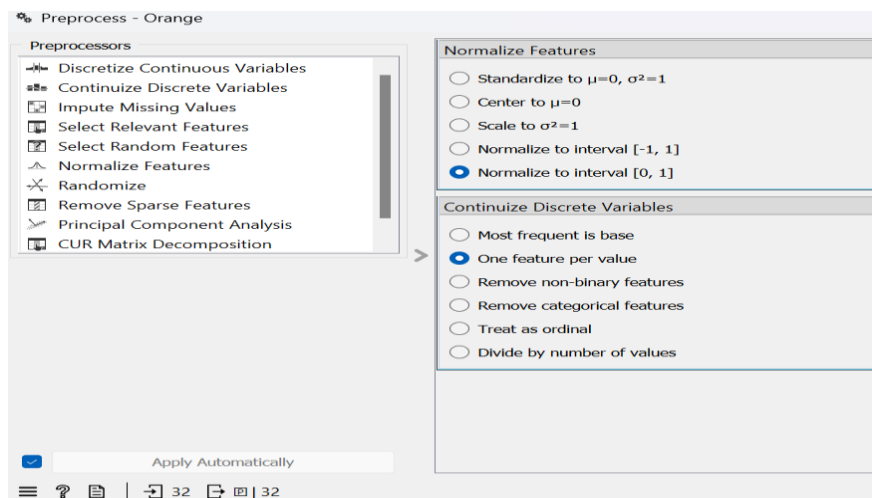 Preprocess - Orange
Preprocessors
Discretize Continuous Variables
Continuize Discrete Variables
Impute Missing Values
Select Relevant Features
Select Random Features
Normalize Features
Randomize
Remove Sparse Features
Principal Component Analysis
CUR Matrix Decomposition
>
Normalize Features
Standardize to μ=0, σ²=1
Center to μ=0
Scale to σ²=1
Normalize to interval [-1, 1]
Normalize to interval [0, 1]
Continuize Discrete Variables
Most frequent is base
One feature per value
Remove non-binary features
Remove categorical features
Treat as ordinal
Divide by number of values
Apply Automatically
? | 32 P | 32